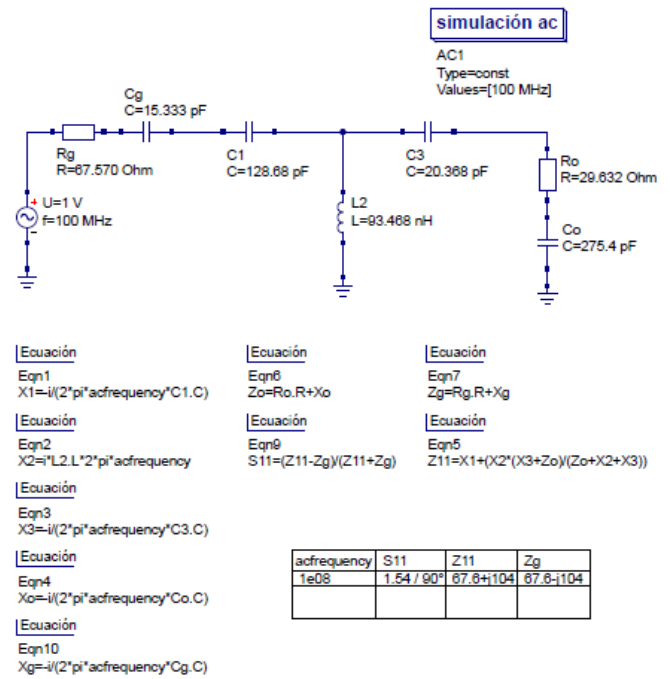 simulación ac
AC1
Type=const
Values=[100 MHz]
Cg
C=15.333 pF
Rg
R=67.570 Ohm
C1
C=128.68 pF
C3
C=20.368 pF
Ro
R=29.632 Ohm
U=1 V
f=100 MHz
L2
L=93.468 nH
Co
C=275.4 pF
Ecuación
Eqn1
X1=-i/(2*pi*acfrequency*C1.C)
Ecuación
Eqn6
Zo=Ro.R+Xo
Ecuación
Eqn7
Zg=Rg.R+Xg
Ecuación
Eqn2
X2=i*L2.L*2*pi*acfrequency
Ecuación
Eqn9
S11=(Z11-Zg)/(Z11+Zg)
Ecuación
Eqn5
Z11=X1+(X2*(X3+Zo)/(Zo+X2+X3))
Ecuación
Eqn3
X3=-i/(2*pi*acfrequency*C3.C)
Ecuación
Eqn4
Xo=-i/(2*pi*acfrequency*Co.C)
Ecuación
Eqn10
Xg=-i/(2*pi*acfrequency*Cg.C)
acfrequency S11 Z11 Zg
1e08 1.54 / 90° 67.6+j104 67.6-j104